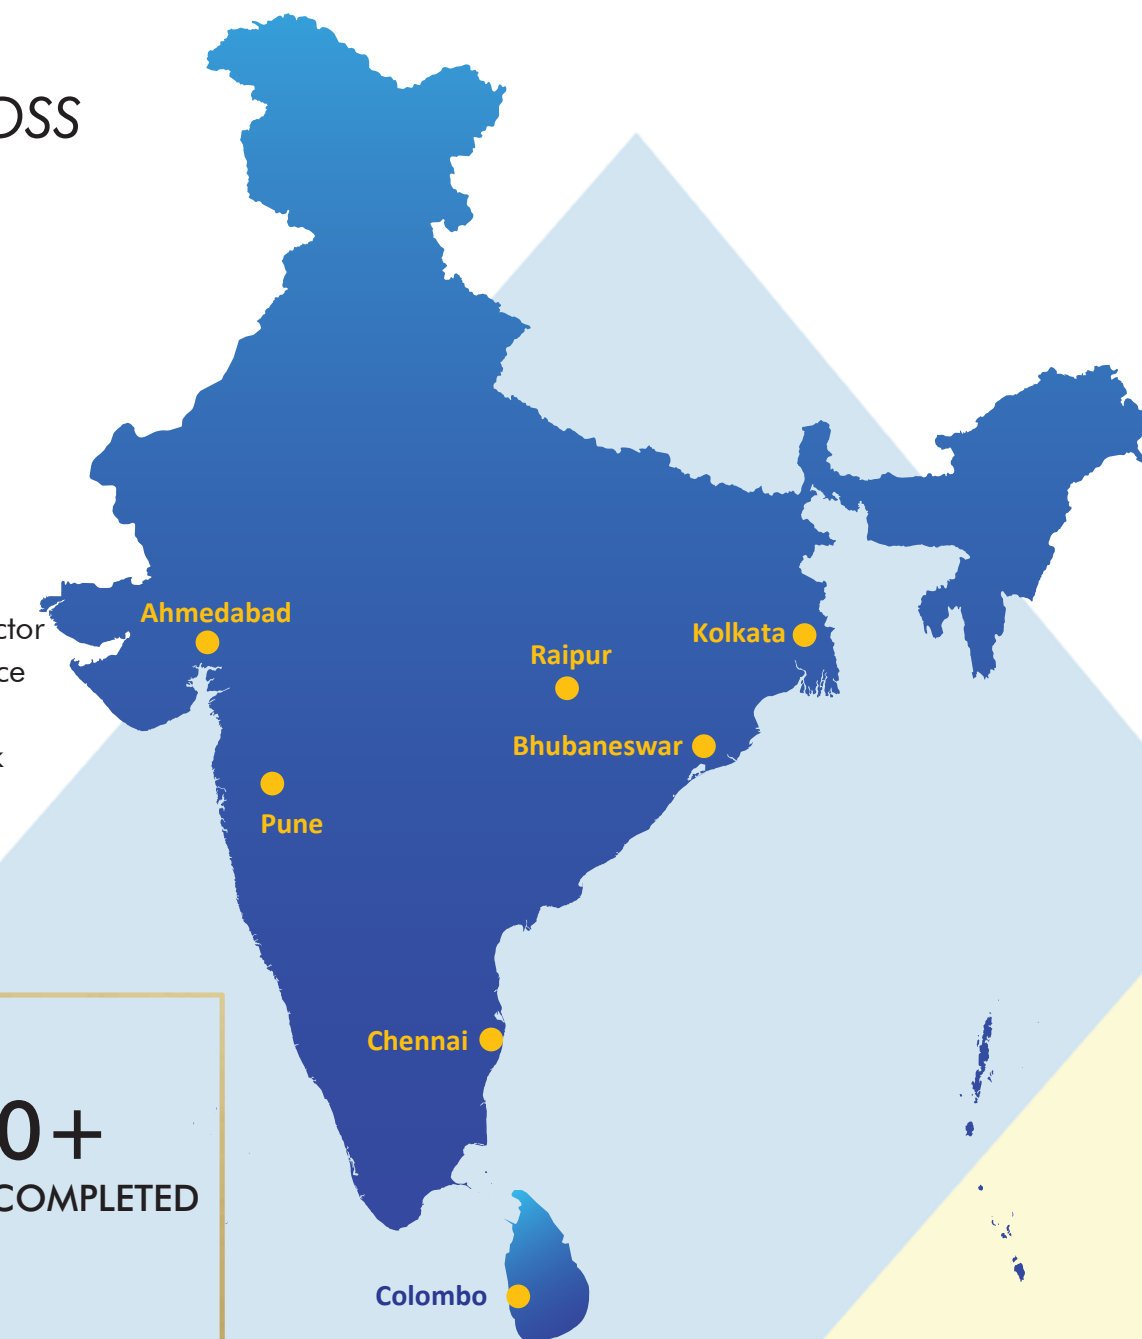 OSS
Ahmedabad
ctor
Kolkata
Raipur
ce
Bhubaneswar
k
Pune
Chennai
0+
COMPLETED
Colombo